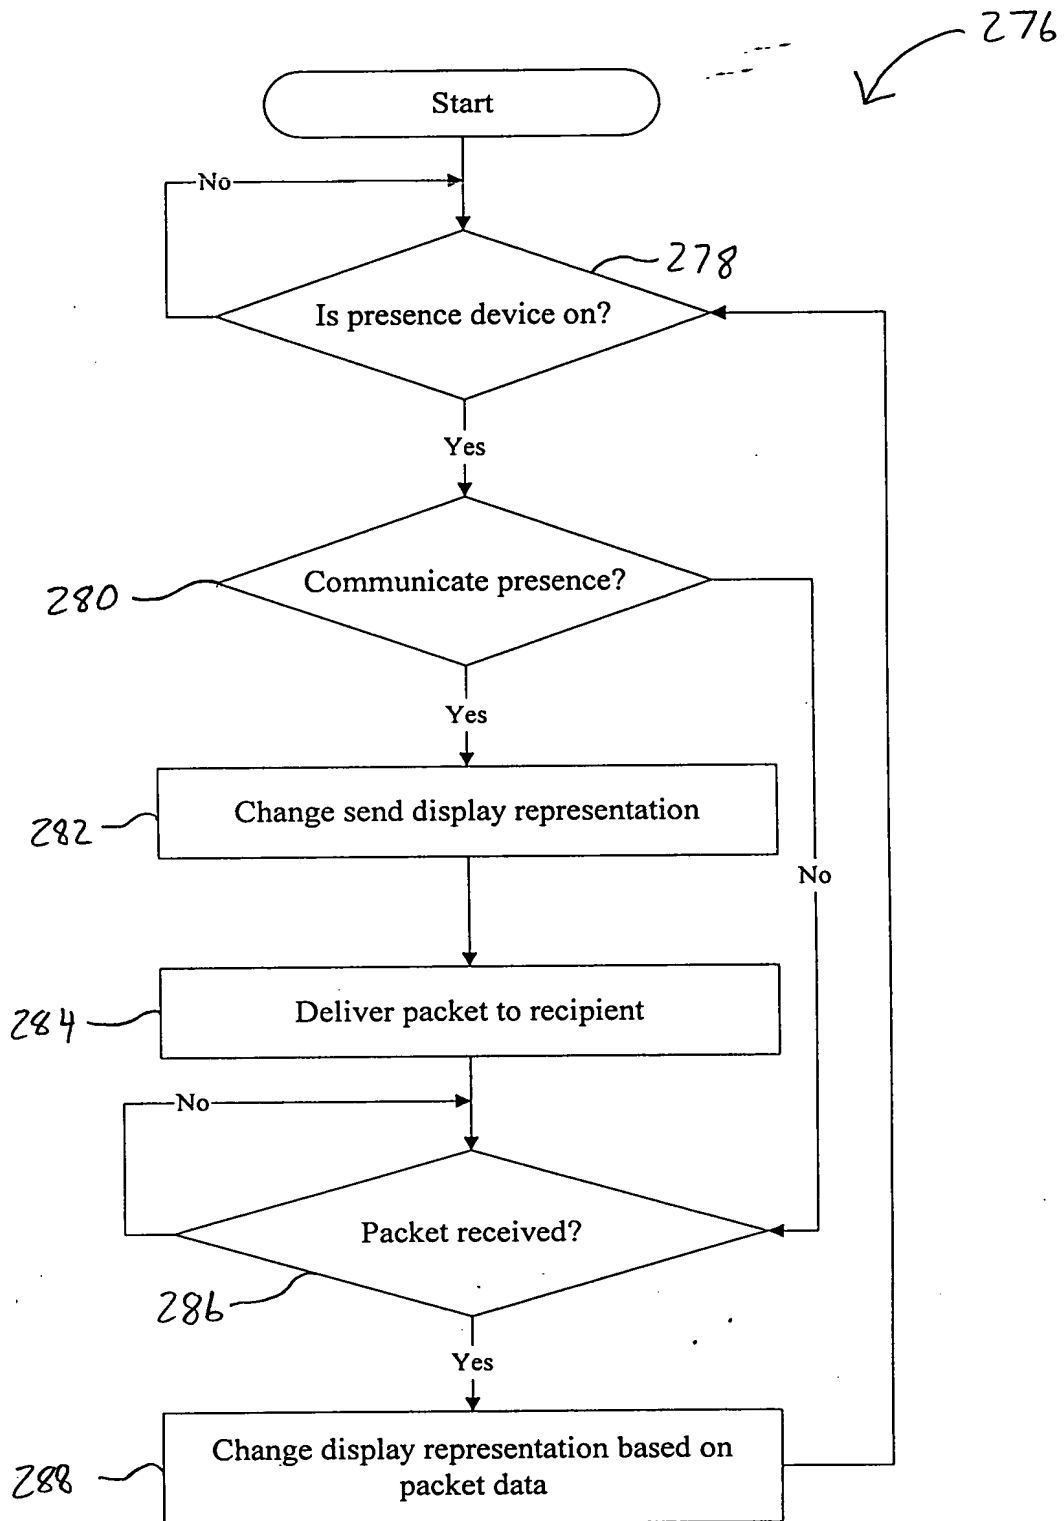 276
Start
No
278
Is presence device on?
Yes
280
Communicate presence?
Yes
282
Change send display representation
No
284
Deliver packet to recipient
No
Packet received?
286
Yes
288
Change display representation based on
packet data